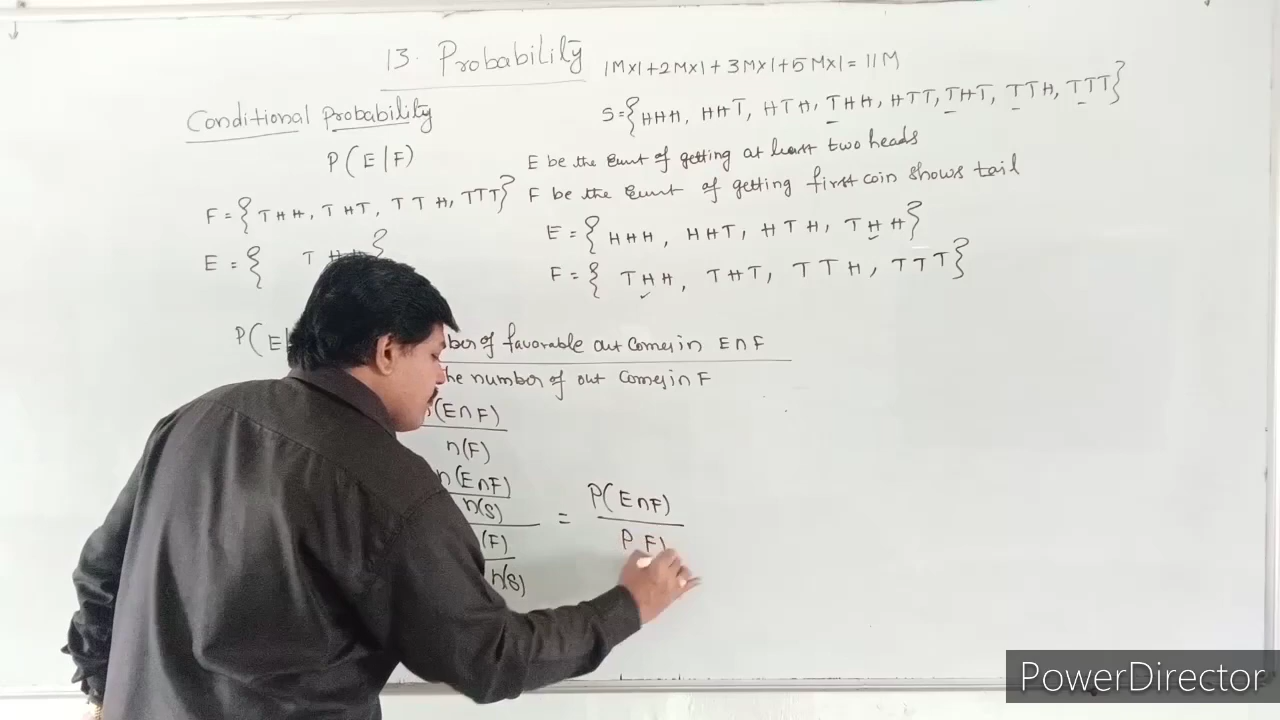 13. Probability
1M×1+2M×1+3M×1+5M×1=11M
Conditional Probability
S={HHH, HHT, HTH, THH, HTT, THT, TTH, TTT}
P(E|F)
E be the Event of getting at least two heads
F be the Event of getting first coin shows tail
F={THH, THT, TTH, TTT}
E={HHH, HHT, HTH, THH}
E={ T }
F={THH, THT, TTH, TTT}
P(E
of favorable out comes in E∩F
the number of out comes in F
(E∩F)
n(F)
n(E∩F)
n(S)
= P(E∩F)
(F)
P F)
n(S)
PowerDirector